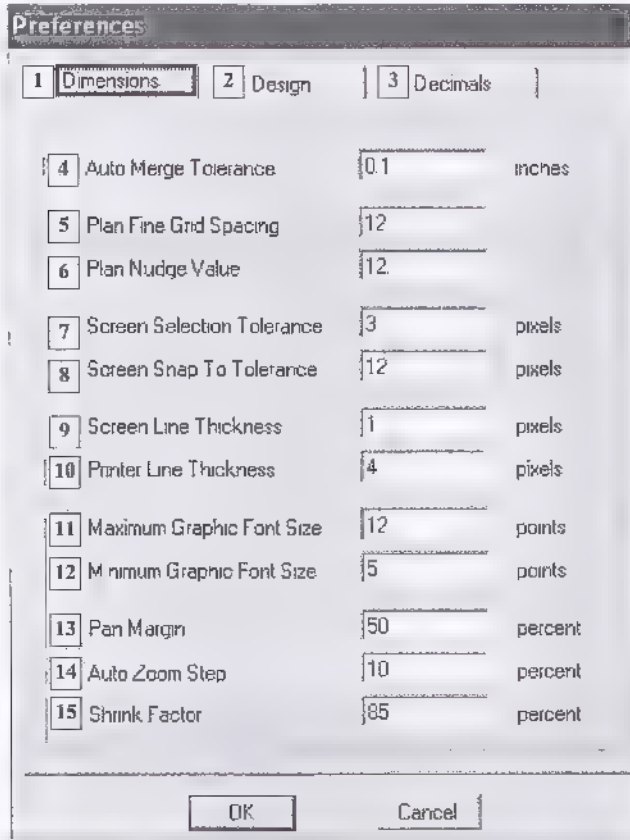 Preferences
1 Dimensions 2 Design 3 Decimals
4 Auto Merge Tolerance 0.1 inches
5 Plan Fine Grid Spacing 12
6 Plan Nudge Value 12.
7 Screen Selection Tolerance 3 pixels
8 Screen Snap To Tolerance 12 pixels
9 Screen Line Thickness 1 pixels
10 Printer Line Thickness 4 pixels
11 Maximum Graphic Font Size 12 points
12 Minimum Graphic Font Size 5 points
13 Pan Margin 50 percent
14 Auto Zoom Step 10 percent
15 Shrink Factor 85 percent
OK Cancel